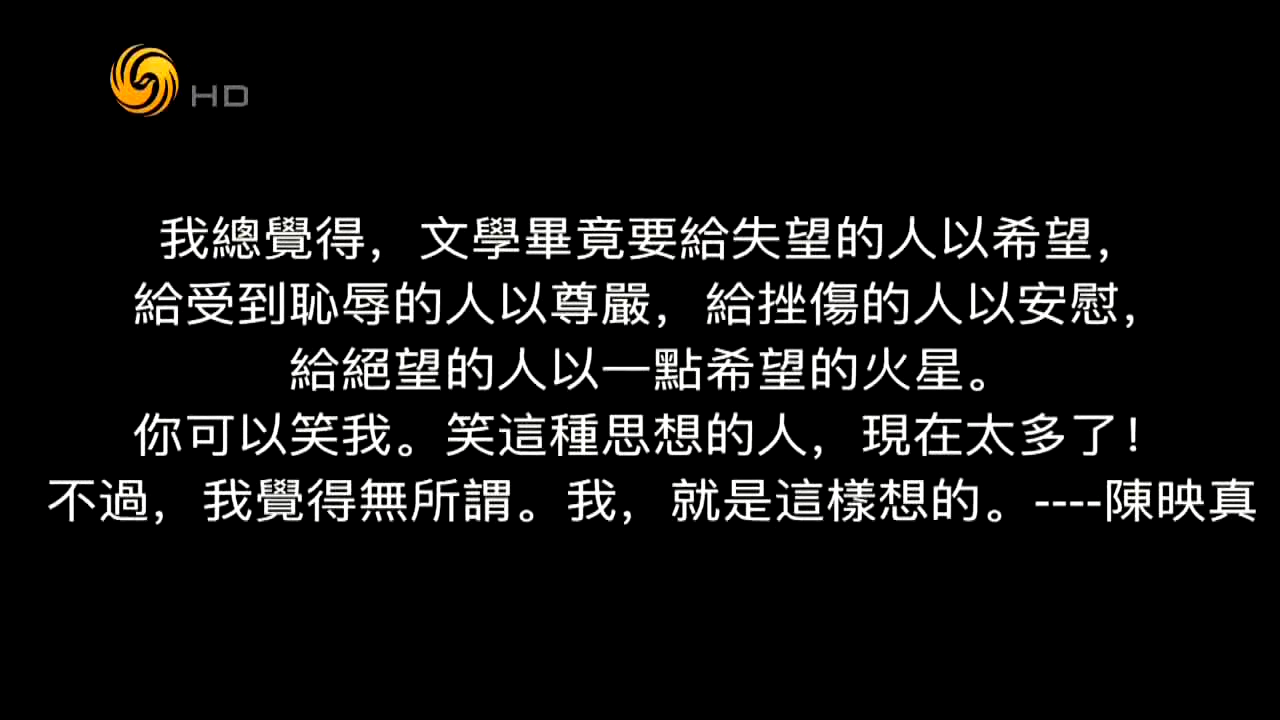 HD
我總覺得，文學畢竟要給失望的人以希望，
給受到恥辱的人以尊嚴，給挫傷的人以安慰，
給絕望的人以一點希望的火星。
你可以笑我。笑這種思想的人，現在太多了！
不過，我覺得無所謂。我，就是這樣想的。----陳映真